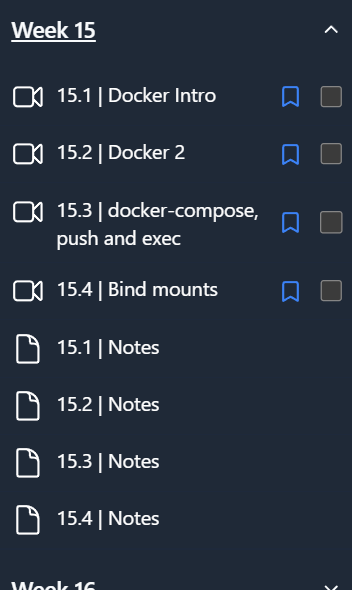 Week 15
15.1 | Docker Intro
15.2 | Docker 2
15.3 | docker-compose,
push and exec
15.4 | Bind mounts
15.1 | Notes
15.2 | Notes
15.3 | Notes
15.4 | Notes
Week 16